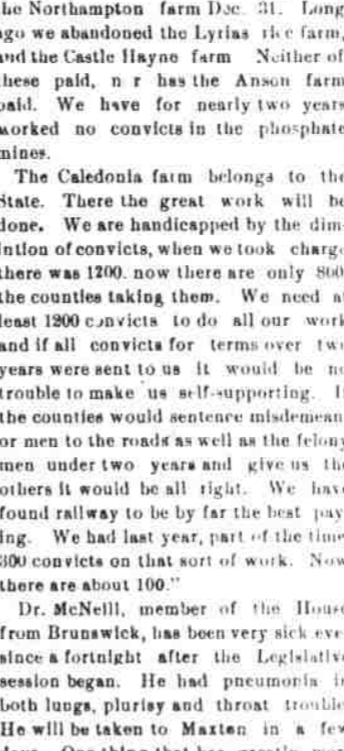 the Northampton farm Dec. 31. Long
ago we abandoned the Lyrias rice farm,
and the Castle Hayne farm Neither of
these paid, n r has the Anson farm
paid. We have for nearly two years
worked no convicts in the phosphate
mines.
The Caledonia farm belongs to the
State. There the great work will be
done. We are handicapped by the dim-
intion of convicts, when we took charge
there was 1200. now there are only 800
the counties taking them. We need at
least 1200 convicts to do all our work
and if all convicts for terms over two
years were sent to us it would be no
trouble to make us self-supporting. If
the counties would sentence misdemean
or men to the roads as well as the felony
men under two years and give us the
others it would be all right. We have
found railway to be by far the best pay
ing. We had last year, part of the time
300 convicts on that sort of work. Now
there are about 100."
Dr. McNeill, member of the House
from Brunswick, has been very sick eve
since a fortnight after the Legislative
session began. He had pneumonia in
both lungs, plurisy and throat trouble
He will be taken to Maxten in a few
days. One thing that has greatly